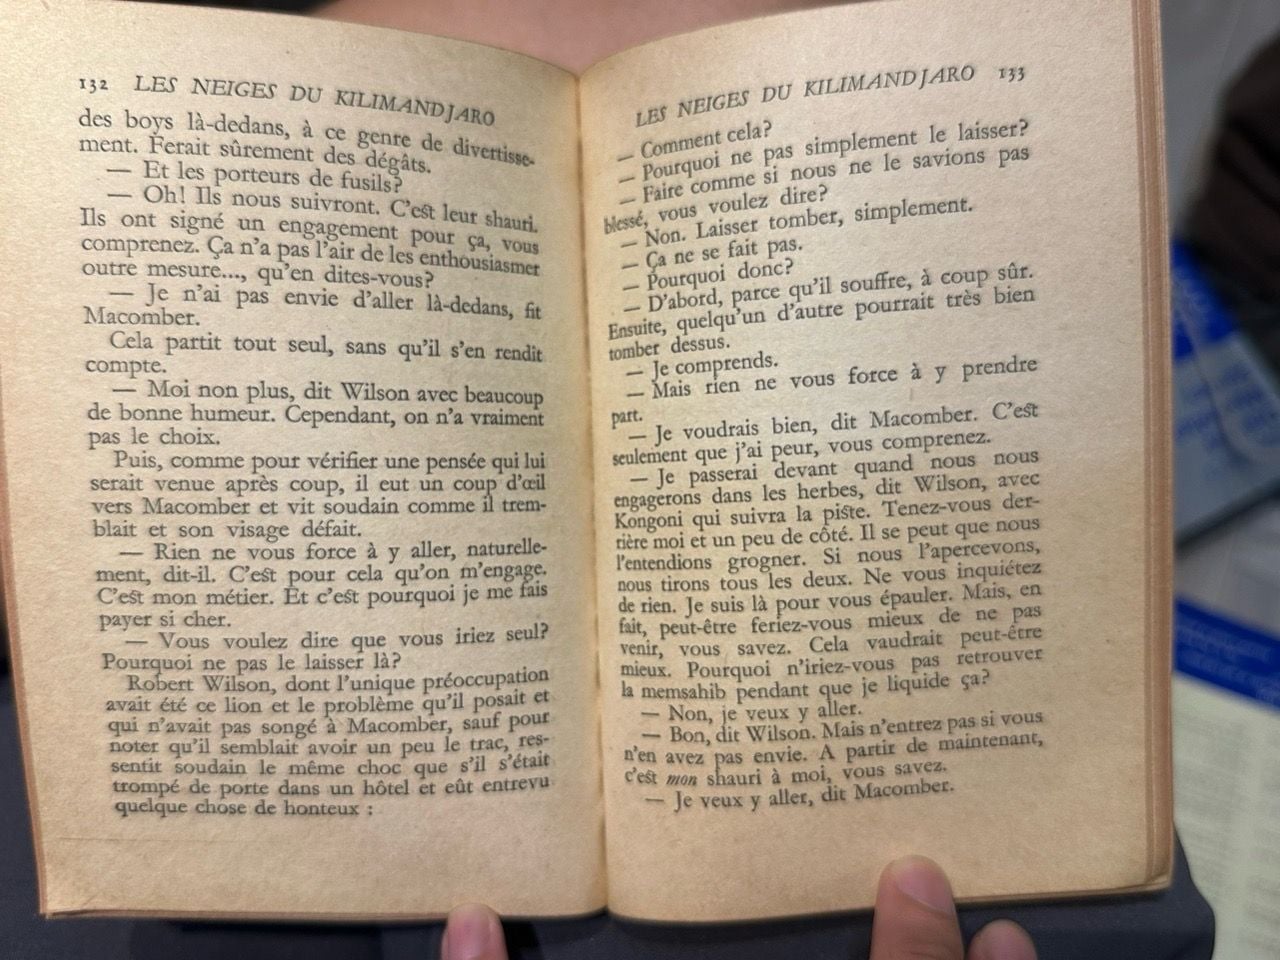 132 LES NEIGES DU KILIMANDJARO
des boys là-dedans, à ce genre de divertisse-
ment. Ferait sûrement des dégâts.
— Et les porteurs de fusils?
— Oh! Ils nous suivront. C'est leur shauri.
Ils ont signé un engagement pour ça, vous
comprenez. Ça n'a pas l'air de les enthousiasmer
outre mesure..., qu'en dites-vous?
— Je n'ai pas envie d'aller là-dedans, fit
Macomber.
Cela partit tout seul, sans qu'il s'en rendît
compte.
— Moi non plus, dit Wilson avec beaucoup
de bonne humeur. Cependant, on n'a vraiment
pas le choix.
Puis, comme pour vérifier une pensée qui lui
serait venue après coup, il eut un coup d'œil
vers Macomber et vit soudain comme il trem-
blait et son visage défait.
— Rien ne vous force à y aller, naturelle-
ment, dit-il. C'est pour cela qu'on m'engage.
C'est mon métier. Et c'est pourquoi je me fais
payer si cher.
— Vous voulez dire que vous iriez seul?
Pourquoi ne pas le laisser là?
Robert Wilson, dont l'unique préoccupation
avait été ce lion et le problème qu'il posait et
qui n'avait pas songé à Macomber, sauf pour
noter qu'il semblait avoir un peu le trac, res-
sentit soudain le même choc que s'il s'était
trompé de porte dans un hôtel et eût entrevu
quelque chose de honteux :
LES NEIGES DU KILIMANDJARO 133
— Comment cela?
— Pourquoi ne pas simplement le laisser?
— Faire comme si nous ne le savions pas
blessé, vous voulez dire?
— Non. Laisser tomber, simplement.
— Ça ne se fait pas.
— Pourquoi donc?
— D'abord, parce qu'il souffre, à coup sûr.
Ensuite, quelqu'un d'autre pourrait très bien
tomber dessus.
— Je comprends.
— Mais rien ne vous force à y prendre
part.
— Je voudrais bien, dit Macomber. C'est
seulement que j'ai peur, vous comprenez.
— Je passerai devant quand nous nous
engagerons dans les herbes, dit Wilson, avec
Kongoni qui suivra la piste. Tenez-vous der-
rière moi et un peu de côté. Il se peut que nous
l'entendions grogner. Si nous l'apercevons,
nous tirons tous les deux. Ne vous inquiétez
de rien. Je suis là pour vous épauler. Mais, en
fait, peut-être feriez-vous mieux de ne pas
venir, vous savez. Cela vaudrait peut-être
mieux. Pourquoi n'iriez-vous pas retrouver
la memsahib pendant que je liquide ça?
— Non, je veux y aller.
— Bon, dit Wilson. Mais n'entrez pas si vous
n'en avez pas envie. A partir de maintenant,
c'est mon shauri à moi, vous savez.
— Je veux y aller, dit Macomber.